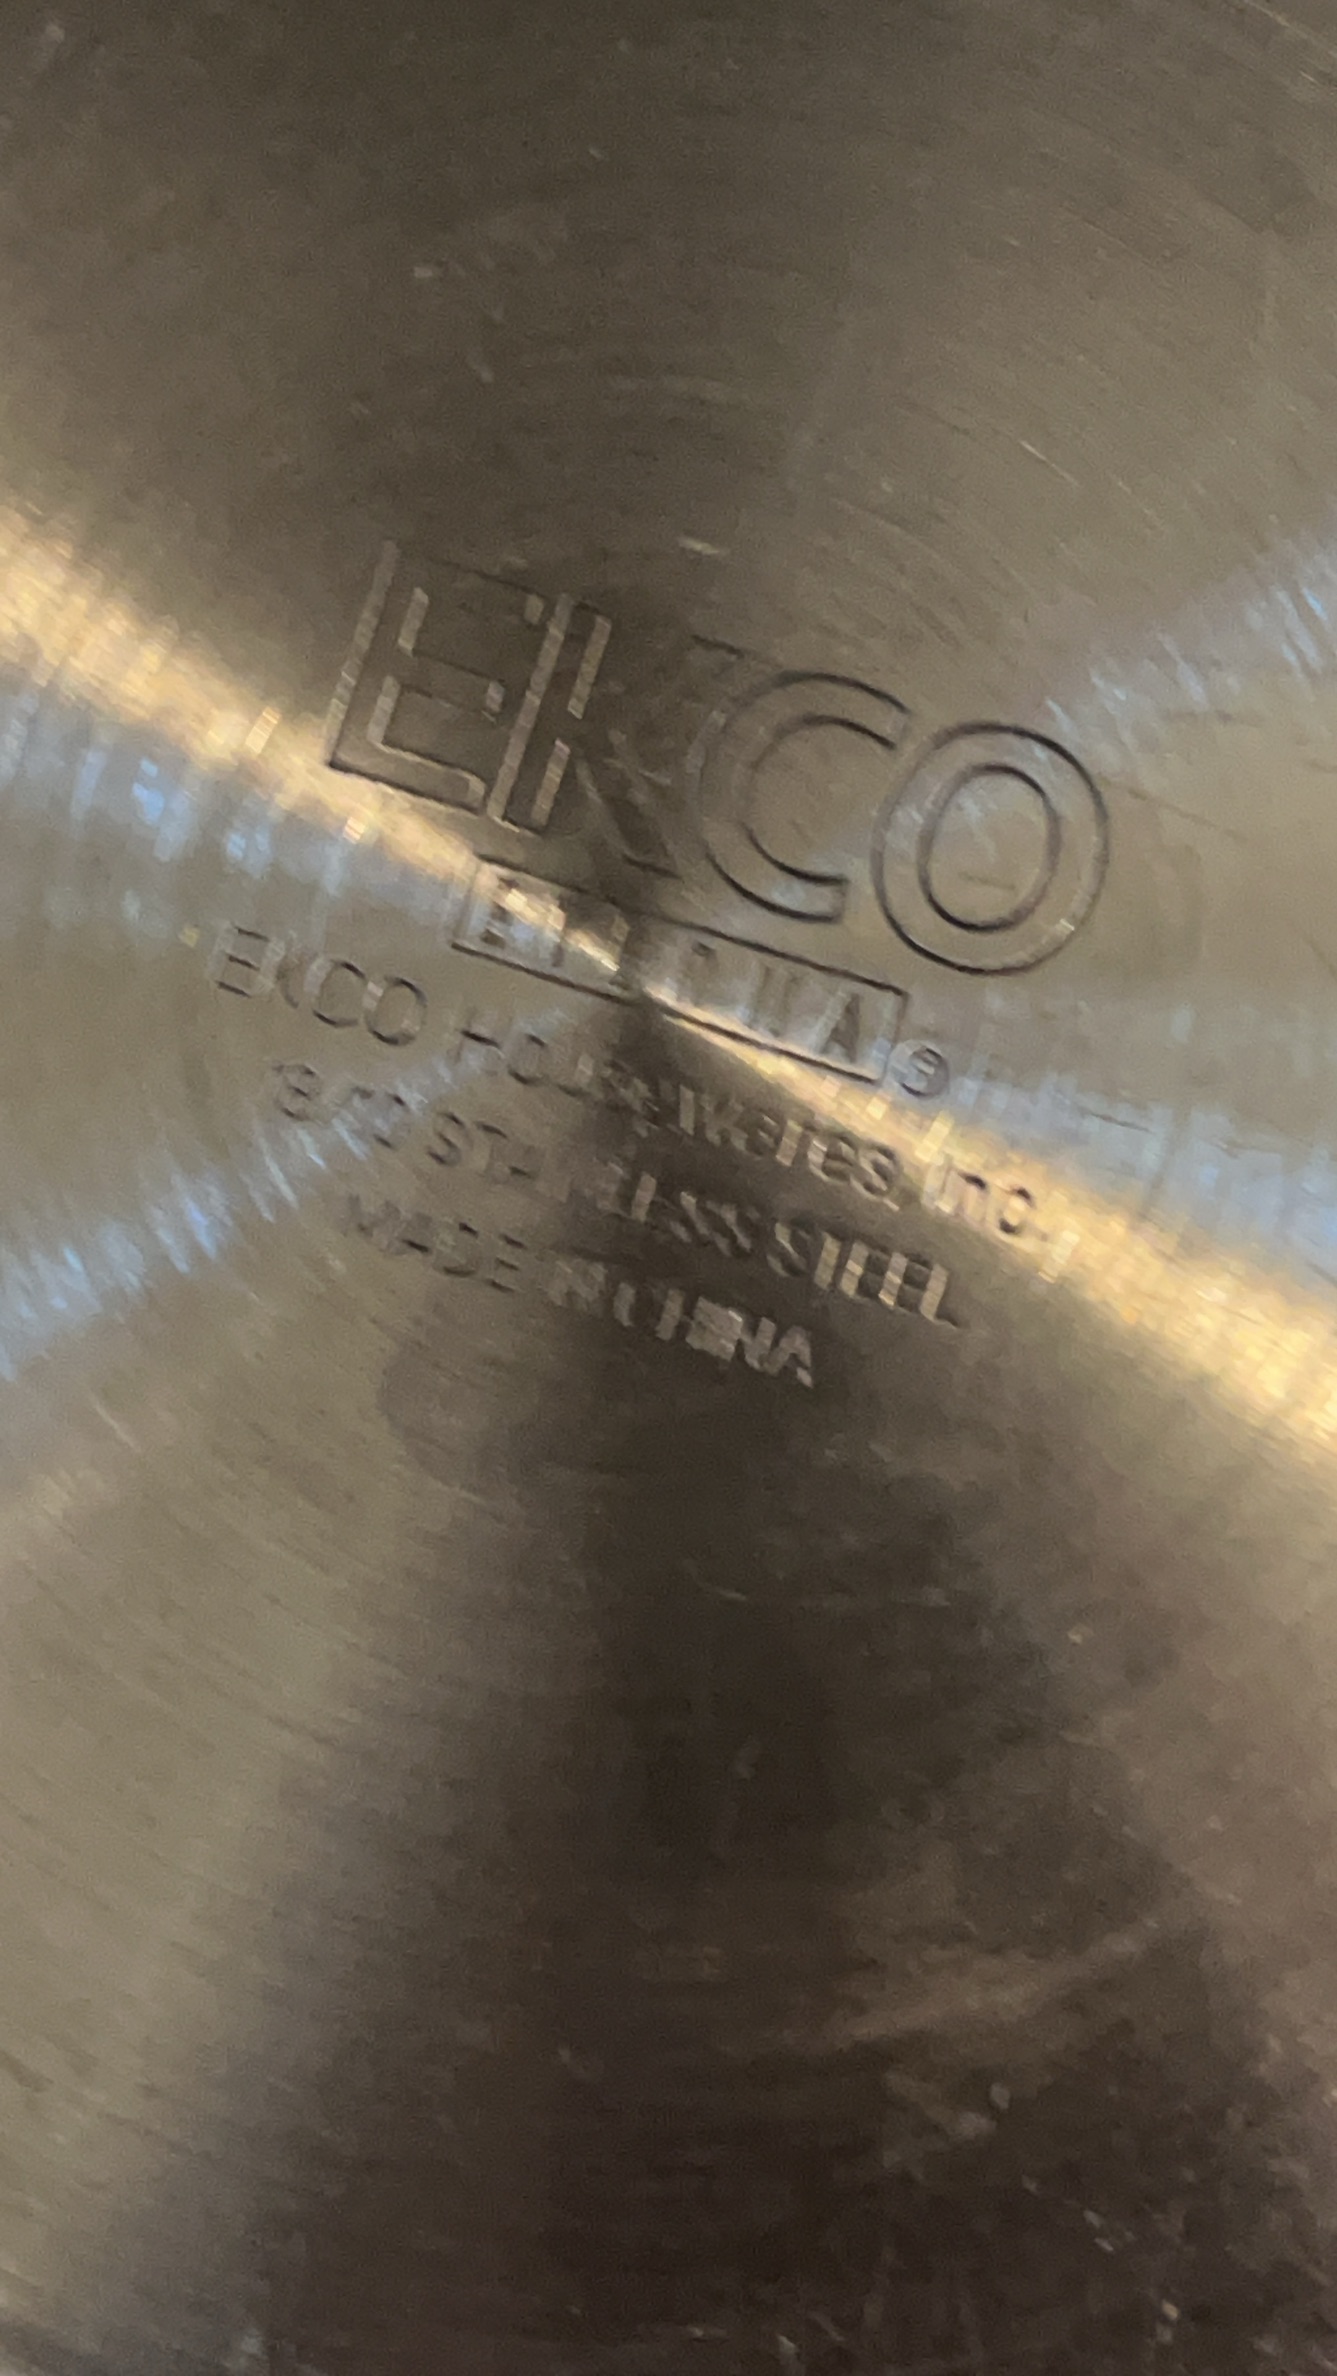 EKCO
EKCO Housewares, Inc.
18/10 STAINLESS STEEL
MADE IN CHINA